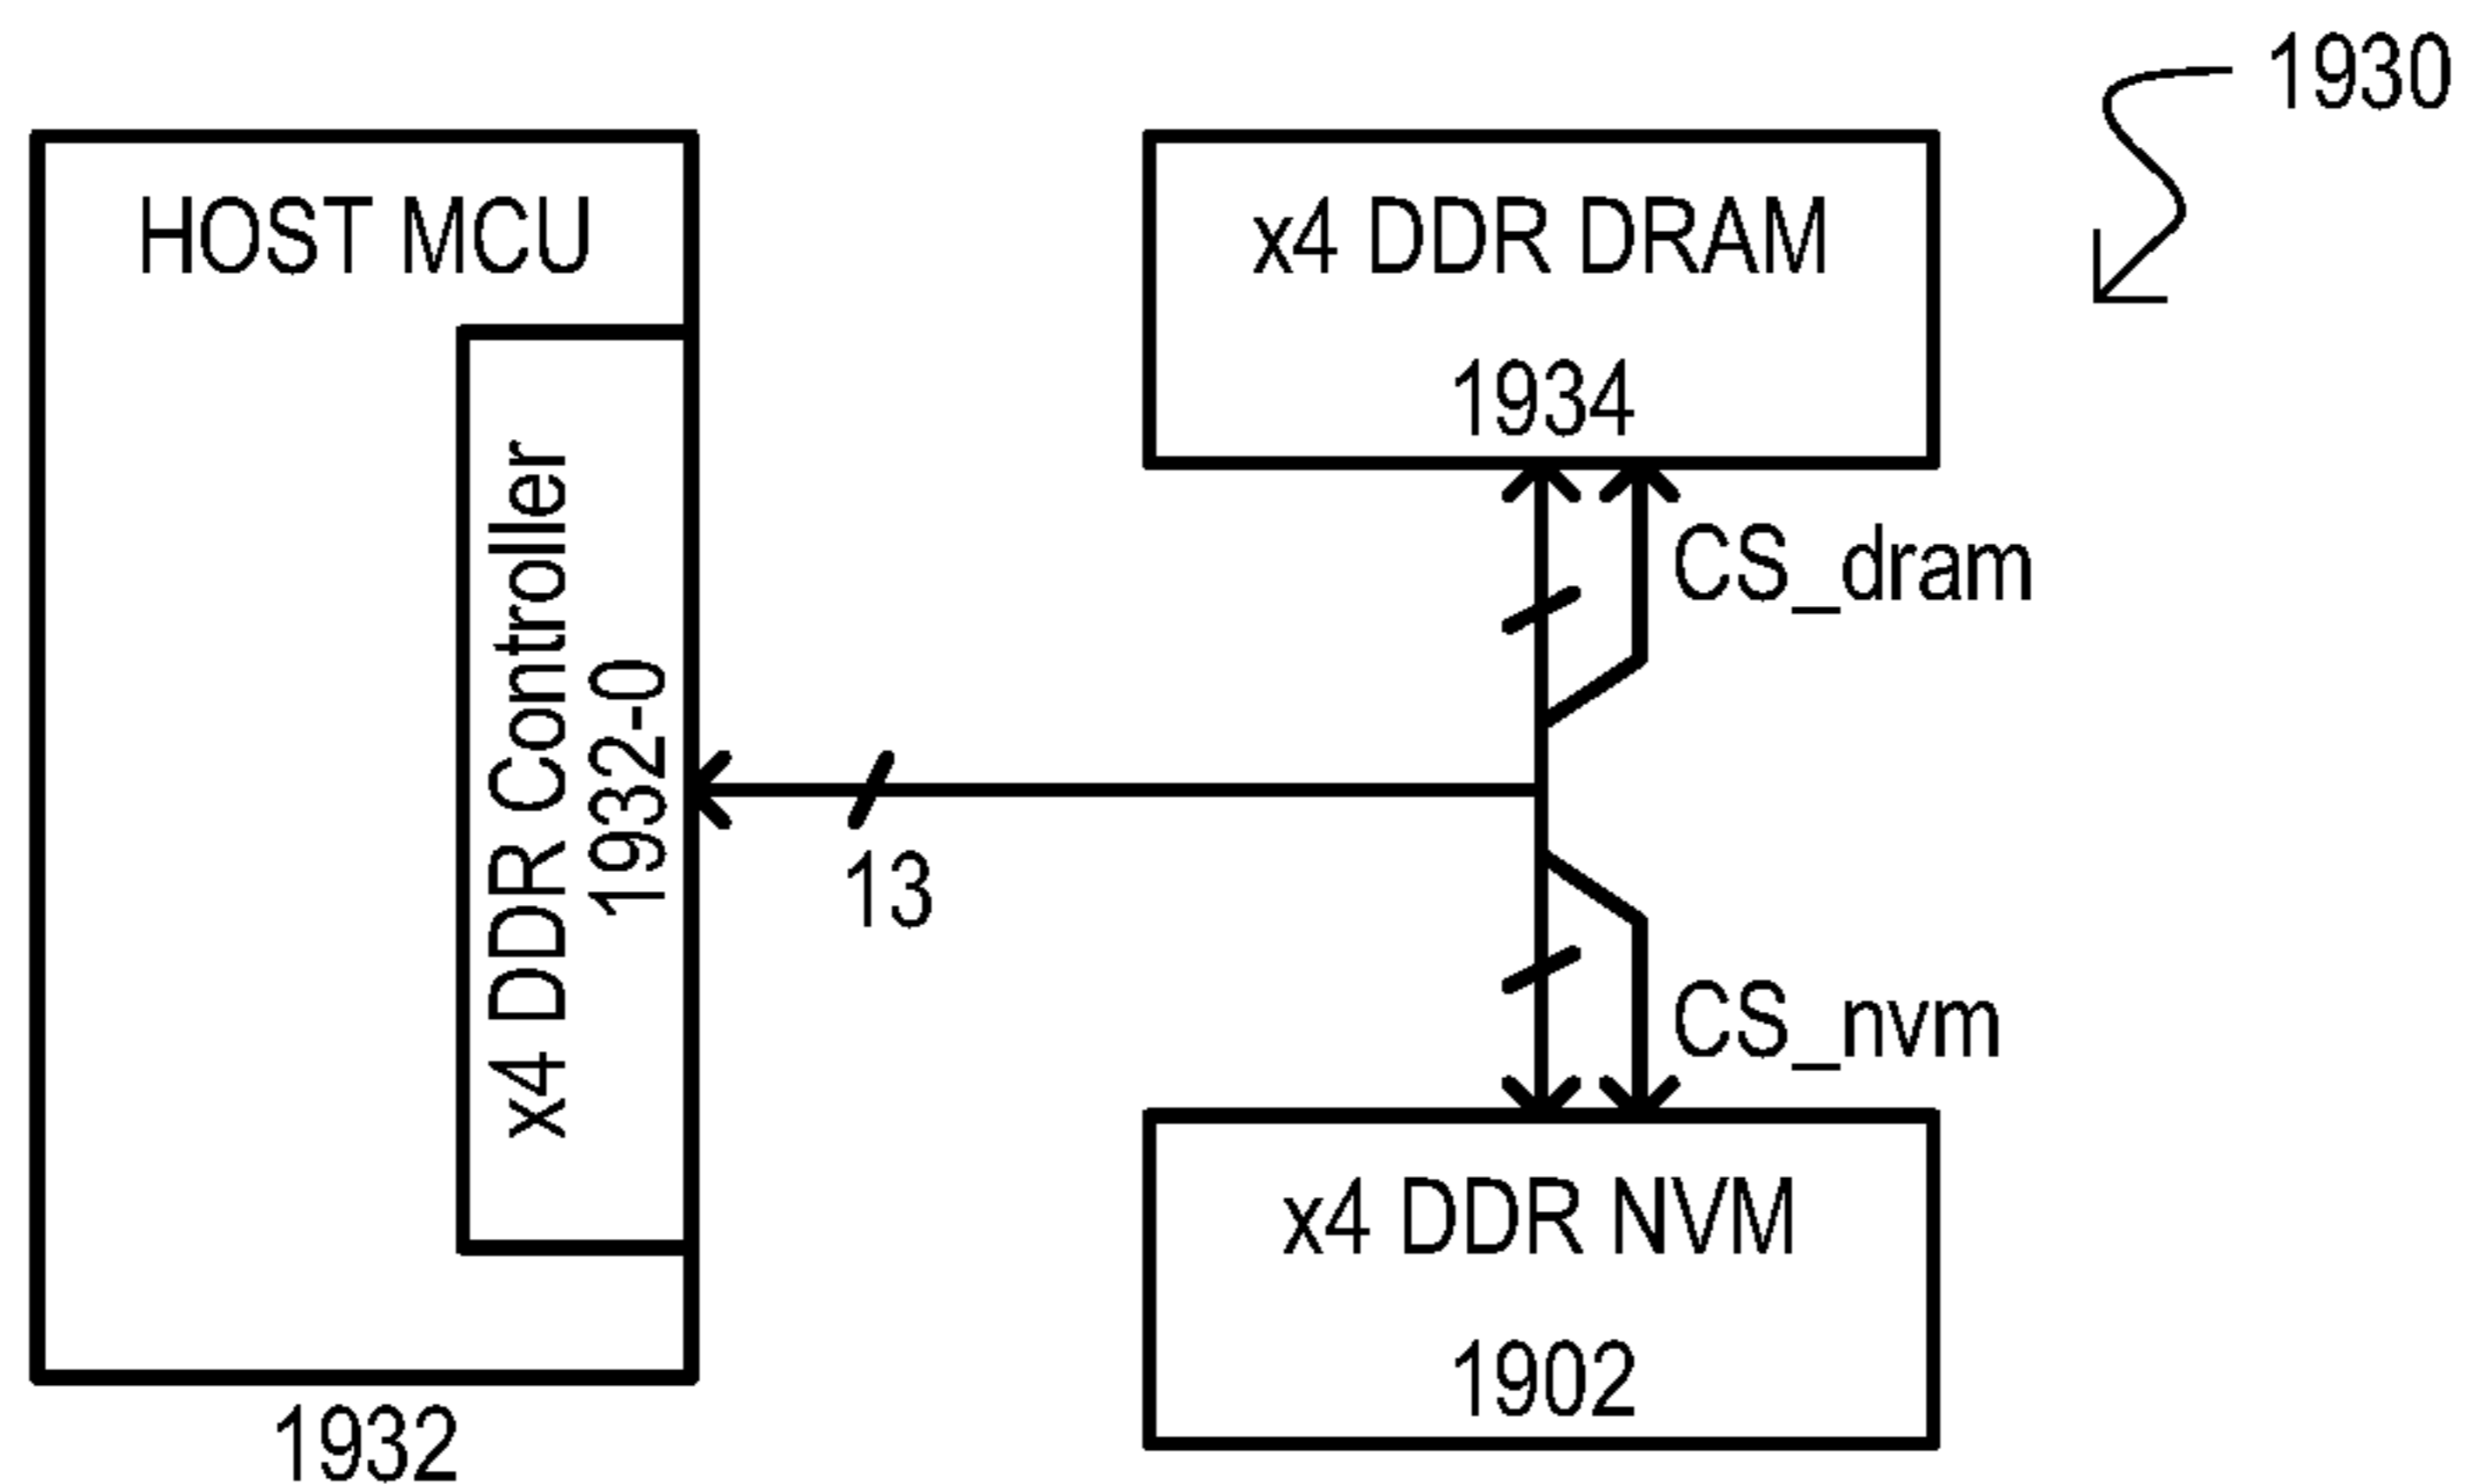 1930
HOST MCU
x4 DDR Controller
1932-0
1932
13
x4 DDR DRAM
1934
CS_dram
CS_nvm
x4 DDR NVM
1902